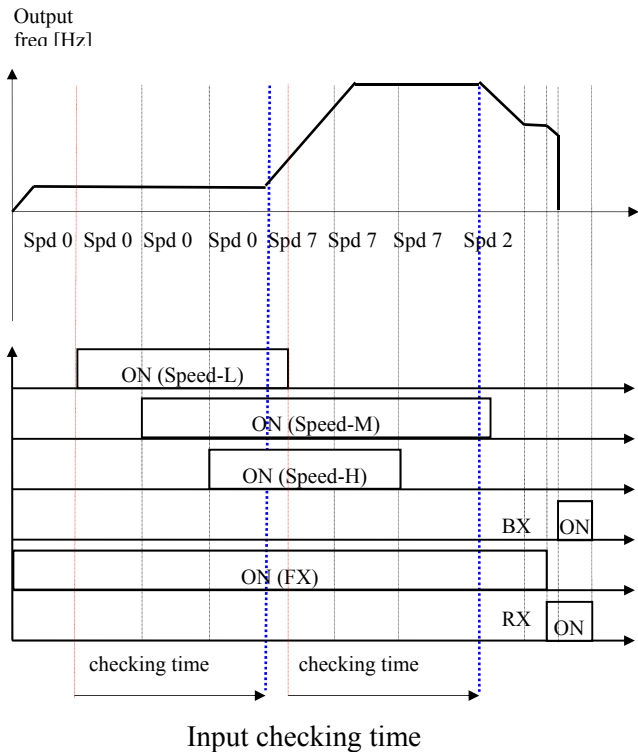 Output
freq [Hz]
Spd 0 Spd 0 Spd 0 Spd 0 Spd 7 Spd 7 Spd 7 Spd 2
ON (Speed-L)
ON (Speed-M)
ON (Speed-H)
BX ON
ON (FX)
RX ON
checking time checking time
Input checking time